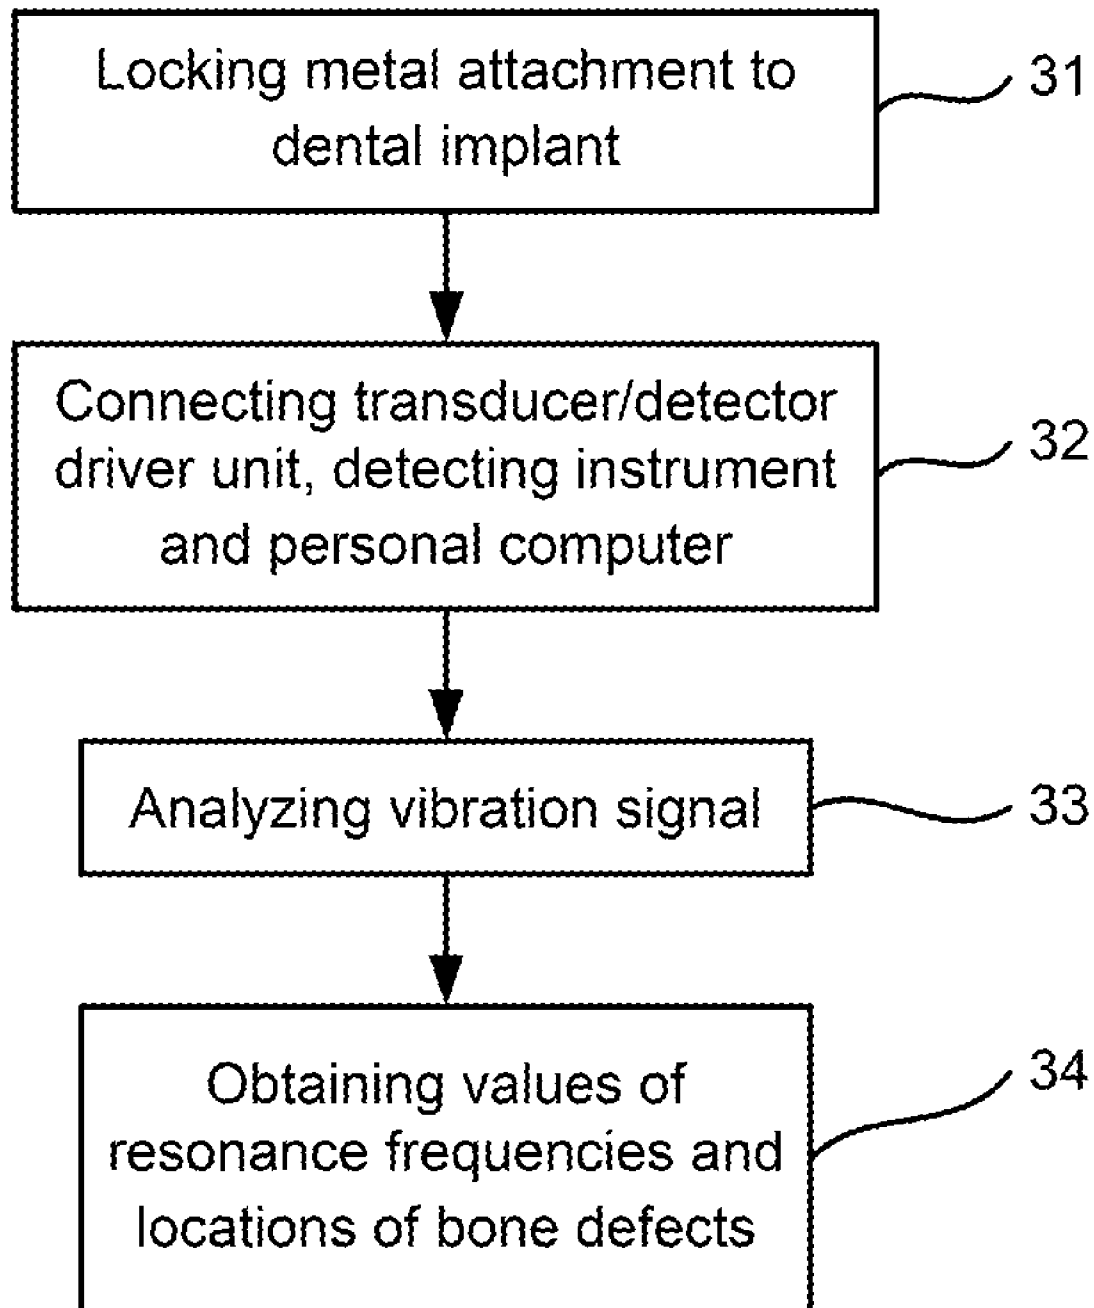 Locking metal attachment to
dental implant
31
Connecting transducer/detector
driver unit, detecting instrument
and personal computer
32
Analyzing vibration signal
33
Obtaining values of
resonance frequencies and
locations of bone defects
34